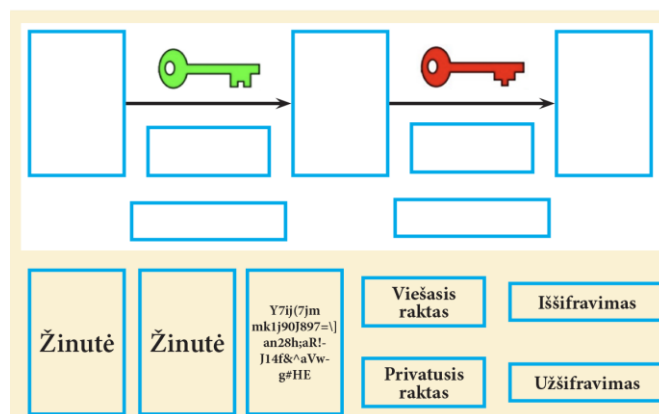 Žinutė
Žinutė
Y7ij(7jm
mk1j90J897=\]
an28h;aR!-
J14f&^aVw-
g#HE
Viešasis
raktas
Privatusis
raktas
Iššifravimas
Užšifravimas